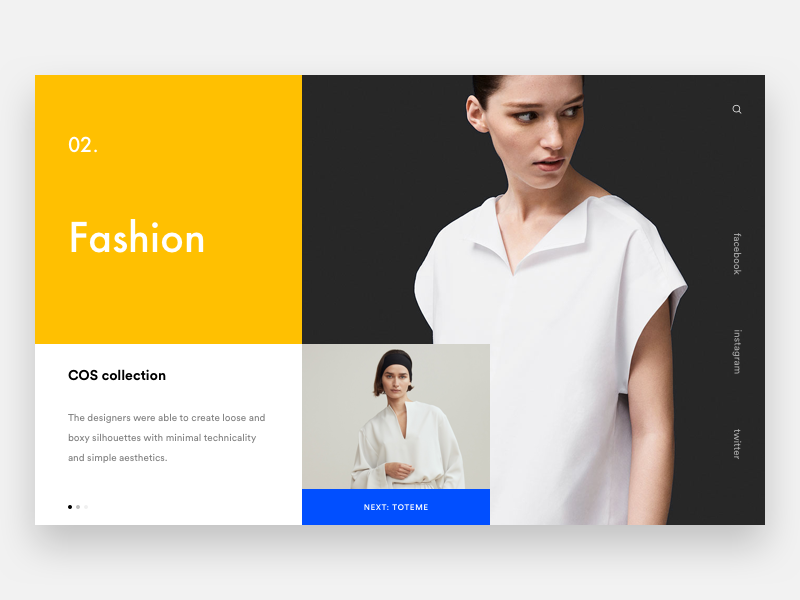 02.
Fashion
COS collection
The designers were able to create loose and
boxy silhouettes with minimal technicality
and simple aesthetics.
NEXT: TOTEME
facebook
instagram
twitter